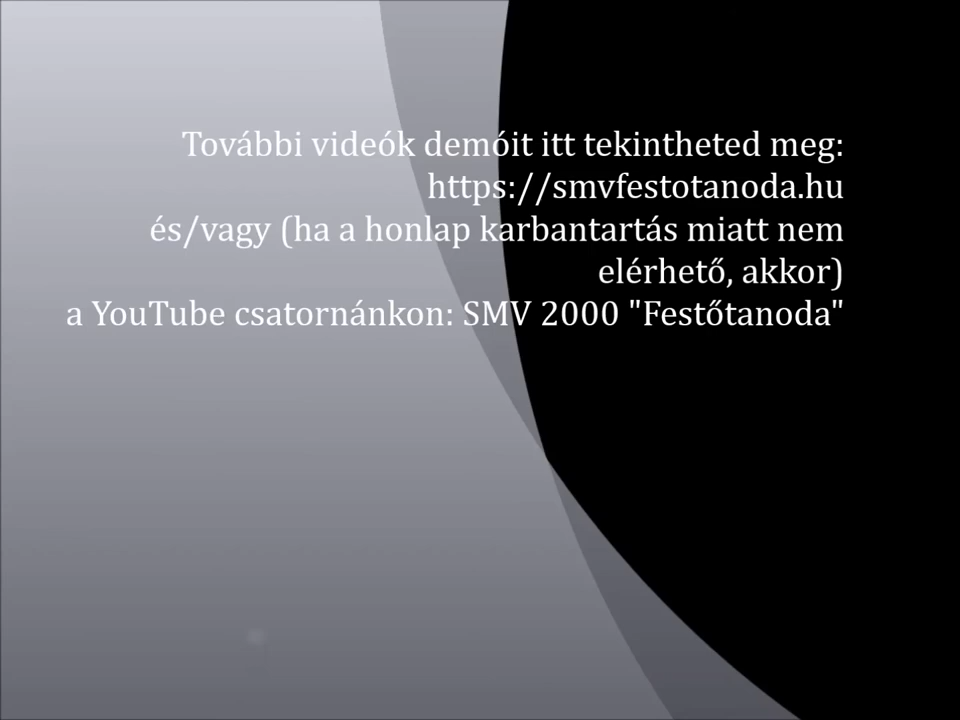 További videók demóit itt tekintheted meg:
https://smvfestotanoda.hu
és/vagy (ha a honlap karbantartás miatt nem
elérhető, akkor)
a YouTube csatornánkon: SMV 2000 "Festőtanoda"